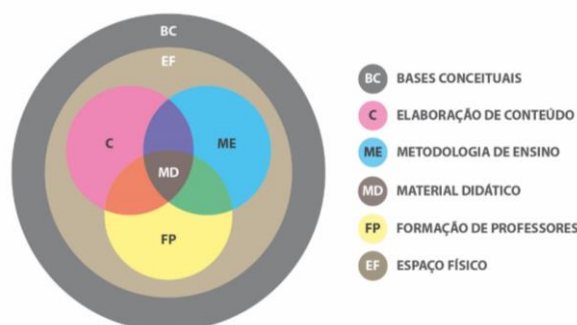 BC
EF
C
ME
MD
FP
BC BASES CONCEITUAIS
C ELABORAÇÃO DE CONTEÚDO
ME METODOLOGIA DE ENSINO
MD MATERIAL DIDÁTICO
FP FORMAÇÃO DE PROFESSORES
EF ESPAÇO FÍSICO